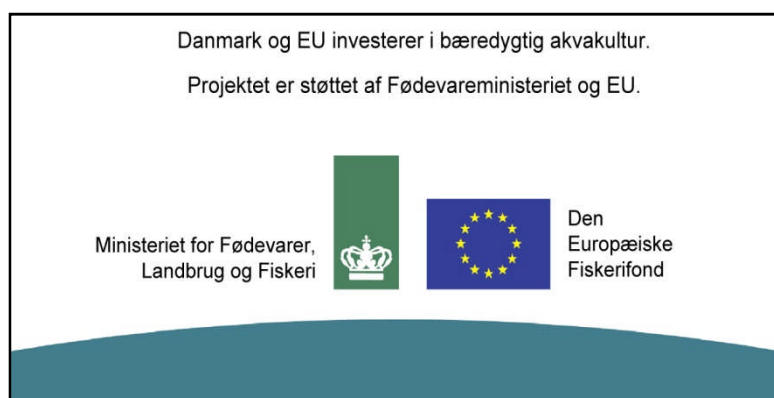 Danmark og EU investerer i bæredygtig akvakultur.
Projektet er støttet af Fødevareministeriet og EU.
Ministeriet for Fødevarer,
Landbrug og Fiskeri
Den
Europæiske
Fiskerifond